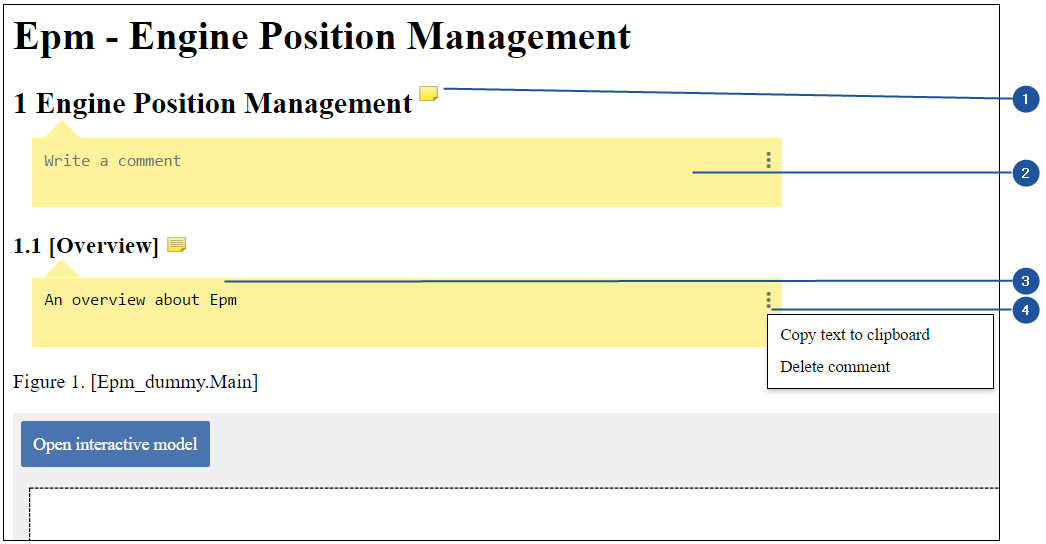 Epm - Engine Position Management
1 Engine Position Management
1
Write a comment
2
1.1 [Overview]
3
An overview about Epm
4
Copy text to clipboard
Delete comment
Figure 1. [Epm_dummy.Main]
Open interactive model